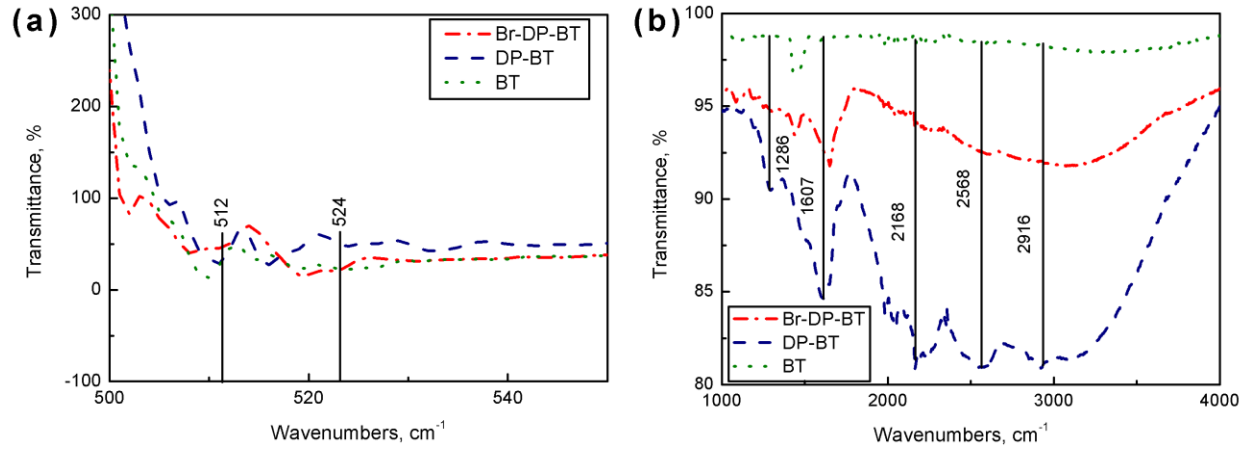 (a)
300
200
100
0
-100
Transmittance, %
500
520
540
Wavenumbers, cm⁻¹
Br-DP-BT
DP-BT
BT
512
524
(b)
100
95
90
85
80
Transmittance, %
1000
2000
3000
4000
Wavenumbers, cm⁻¹
1286
1607
2168
2568
2916
Br-DP-BT
DP-BT
BT